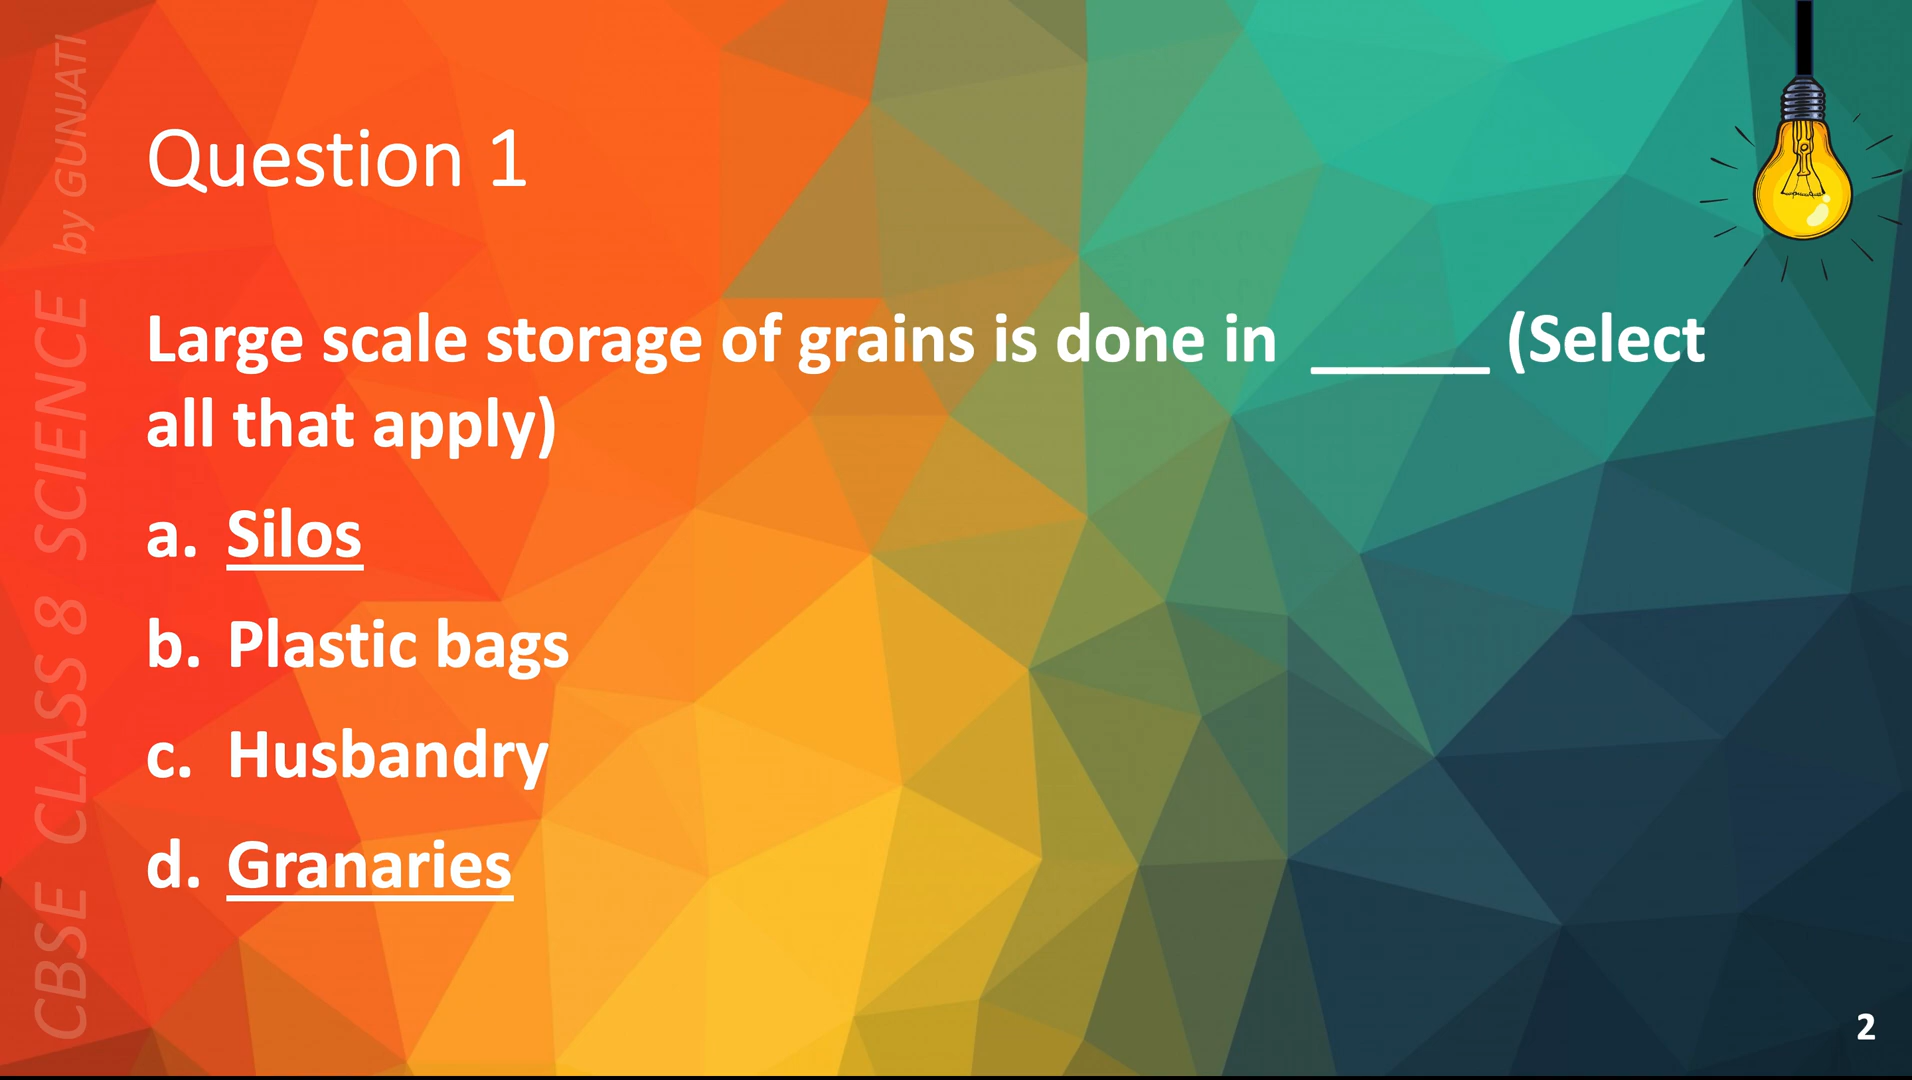 CBSE CLASS 8 SCIENCE by GUNJATI
Question 1
Large scale storage of grains is done in _____ (Select
all that apply)
a. Silos
b. Plastic bags
c. Husbandry
d. Granaries
2